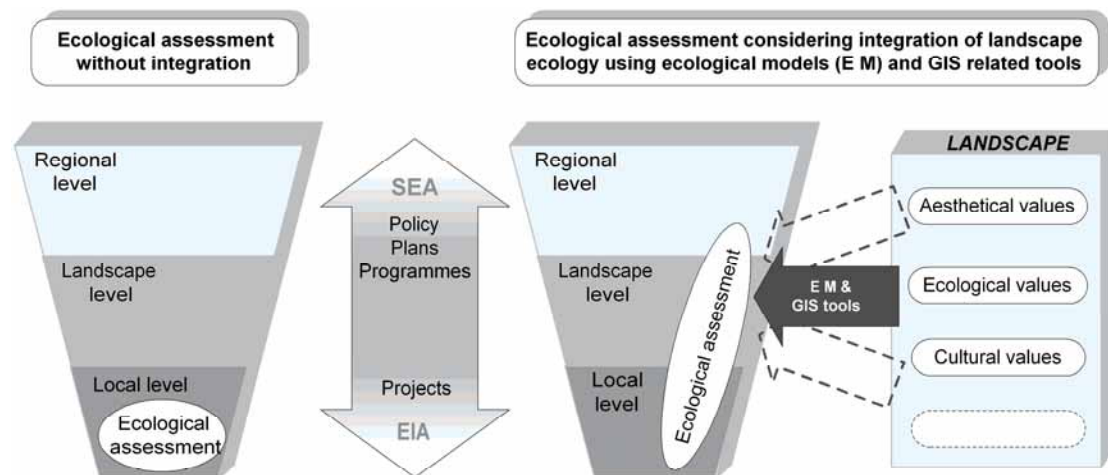 Ecological assessment
without integration
Ecological assessment considering integration of landscape
ecology using ecological models (E M) and GIS related tools
Regional
level
Landscape
level
Local level
Ecological
assessment
SEA
Policy
Plans
Programmes
Projects
EIA
Regional
level
Landscape
level
Local
level
Ecological assessment
E M &
GIS tools
LANDSCAPE
Aesthetical values
Ecological values
Cultural values